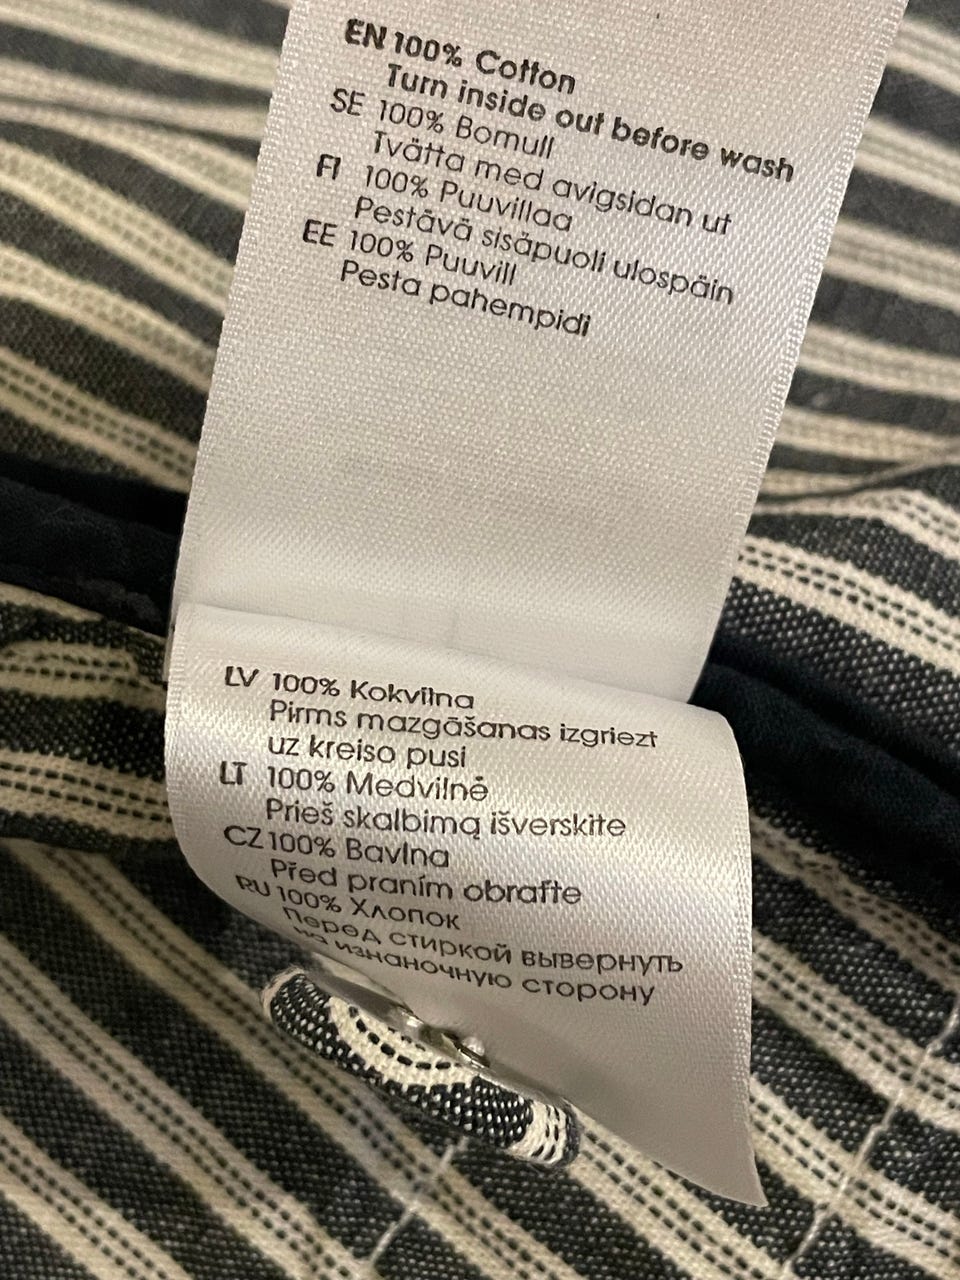 EN 100% Cotton
Turn inside out before wash
SE 100% Bomull
Tvätta med avigsidan ut
FI 100% Puuvillaa
Pestävä sisäpuoli ulospäin
EE 100% Puuvill
Pesta pahempidi
LV 100% Kokvilna
Pirms mazgāšanas izgriezt
uz kreiso pusi
LT 100% Medvilnė
Prieš skalbimą išverskite
CZ 100% Bavlna
Před praním obraťte
RU 100% Хлопок
Перед стиркой вывернуть
на изнаночную сторону